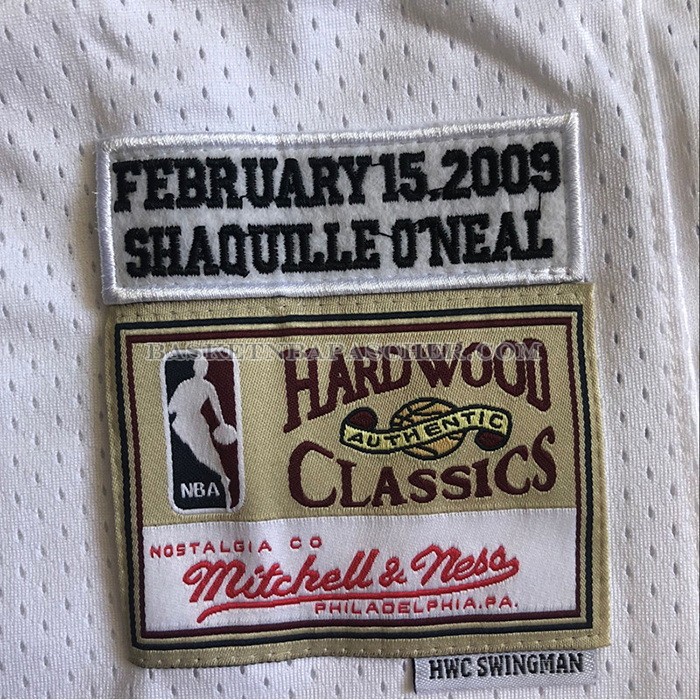 FEBRUARY 15.2009
SHAQUILLE O'NEAL
BASKETNBAPASCHER.COM
HARDWOOD
AUTHENTIC
CLASSICS
NBA
NOSTALGIA CO
Mitchell & Ness
PHILADELPHIA.PA.
HWC SWINGMAN